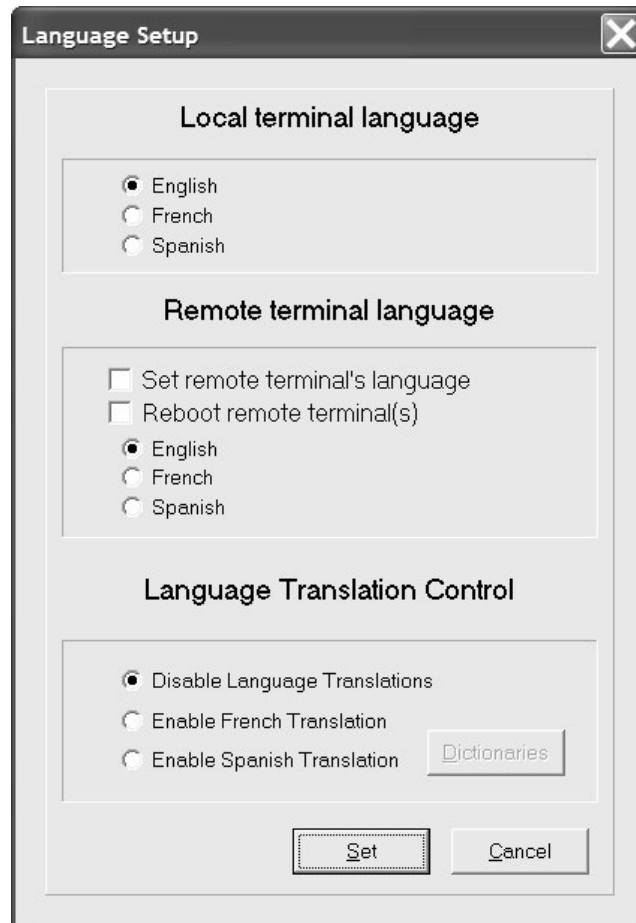 Language Setup
Local terminal language
English
French
Spanish
Remote terminal language
Set remote terminal's language
Reboot remote terminal(s)
English
French
Spanish
Language Translation Control
Disable Language Translations
Enable French Translation
Enable Spanish Translation
Dictionaries
Set
Cancel